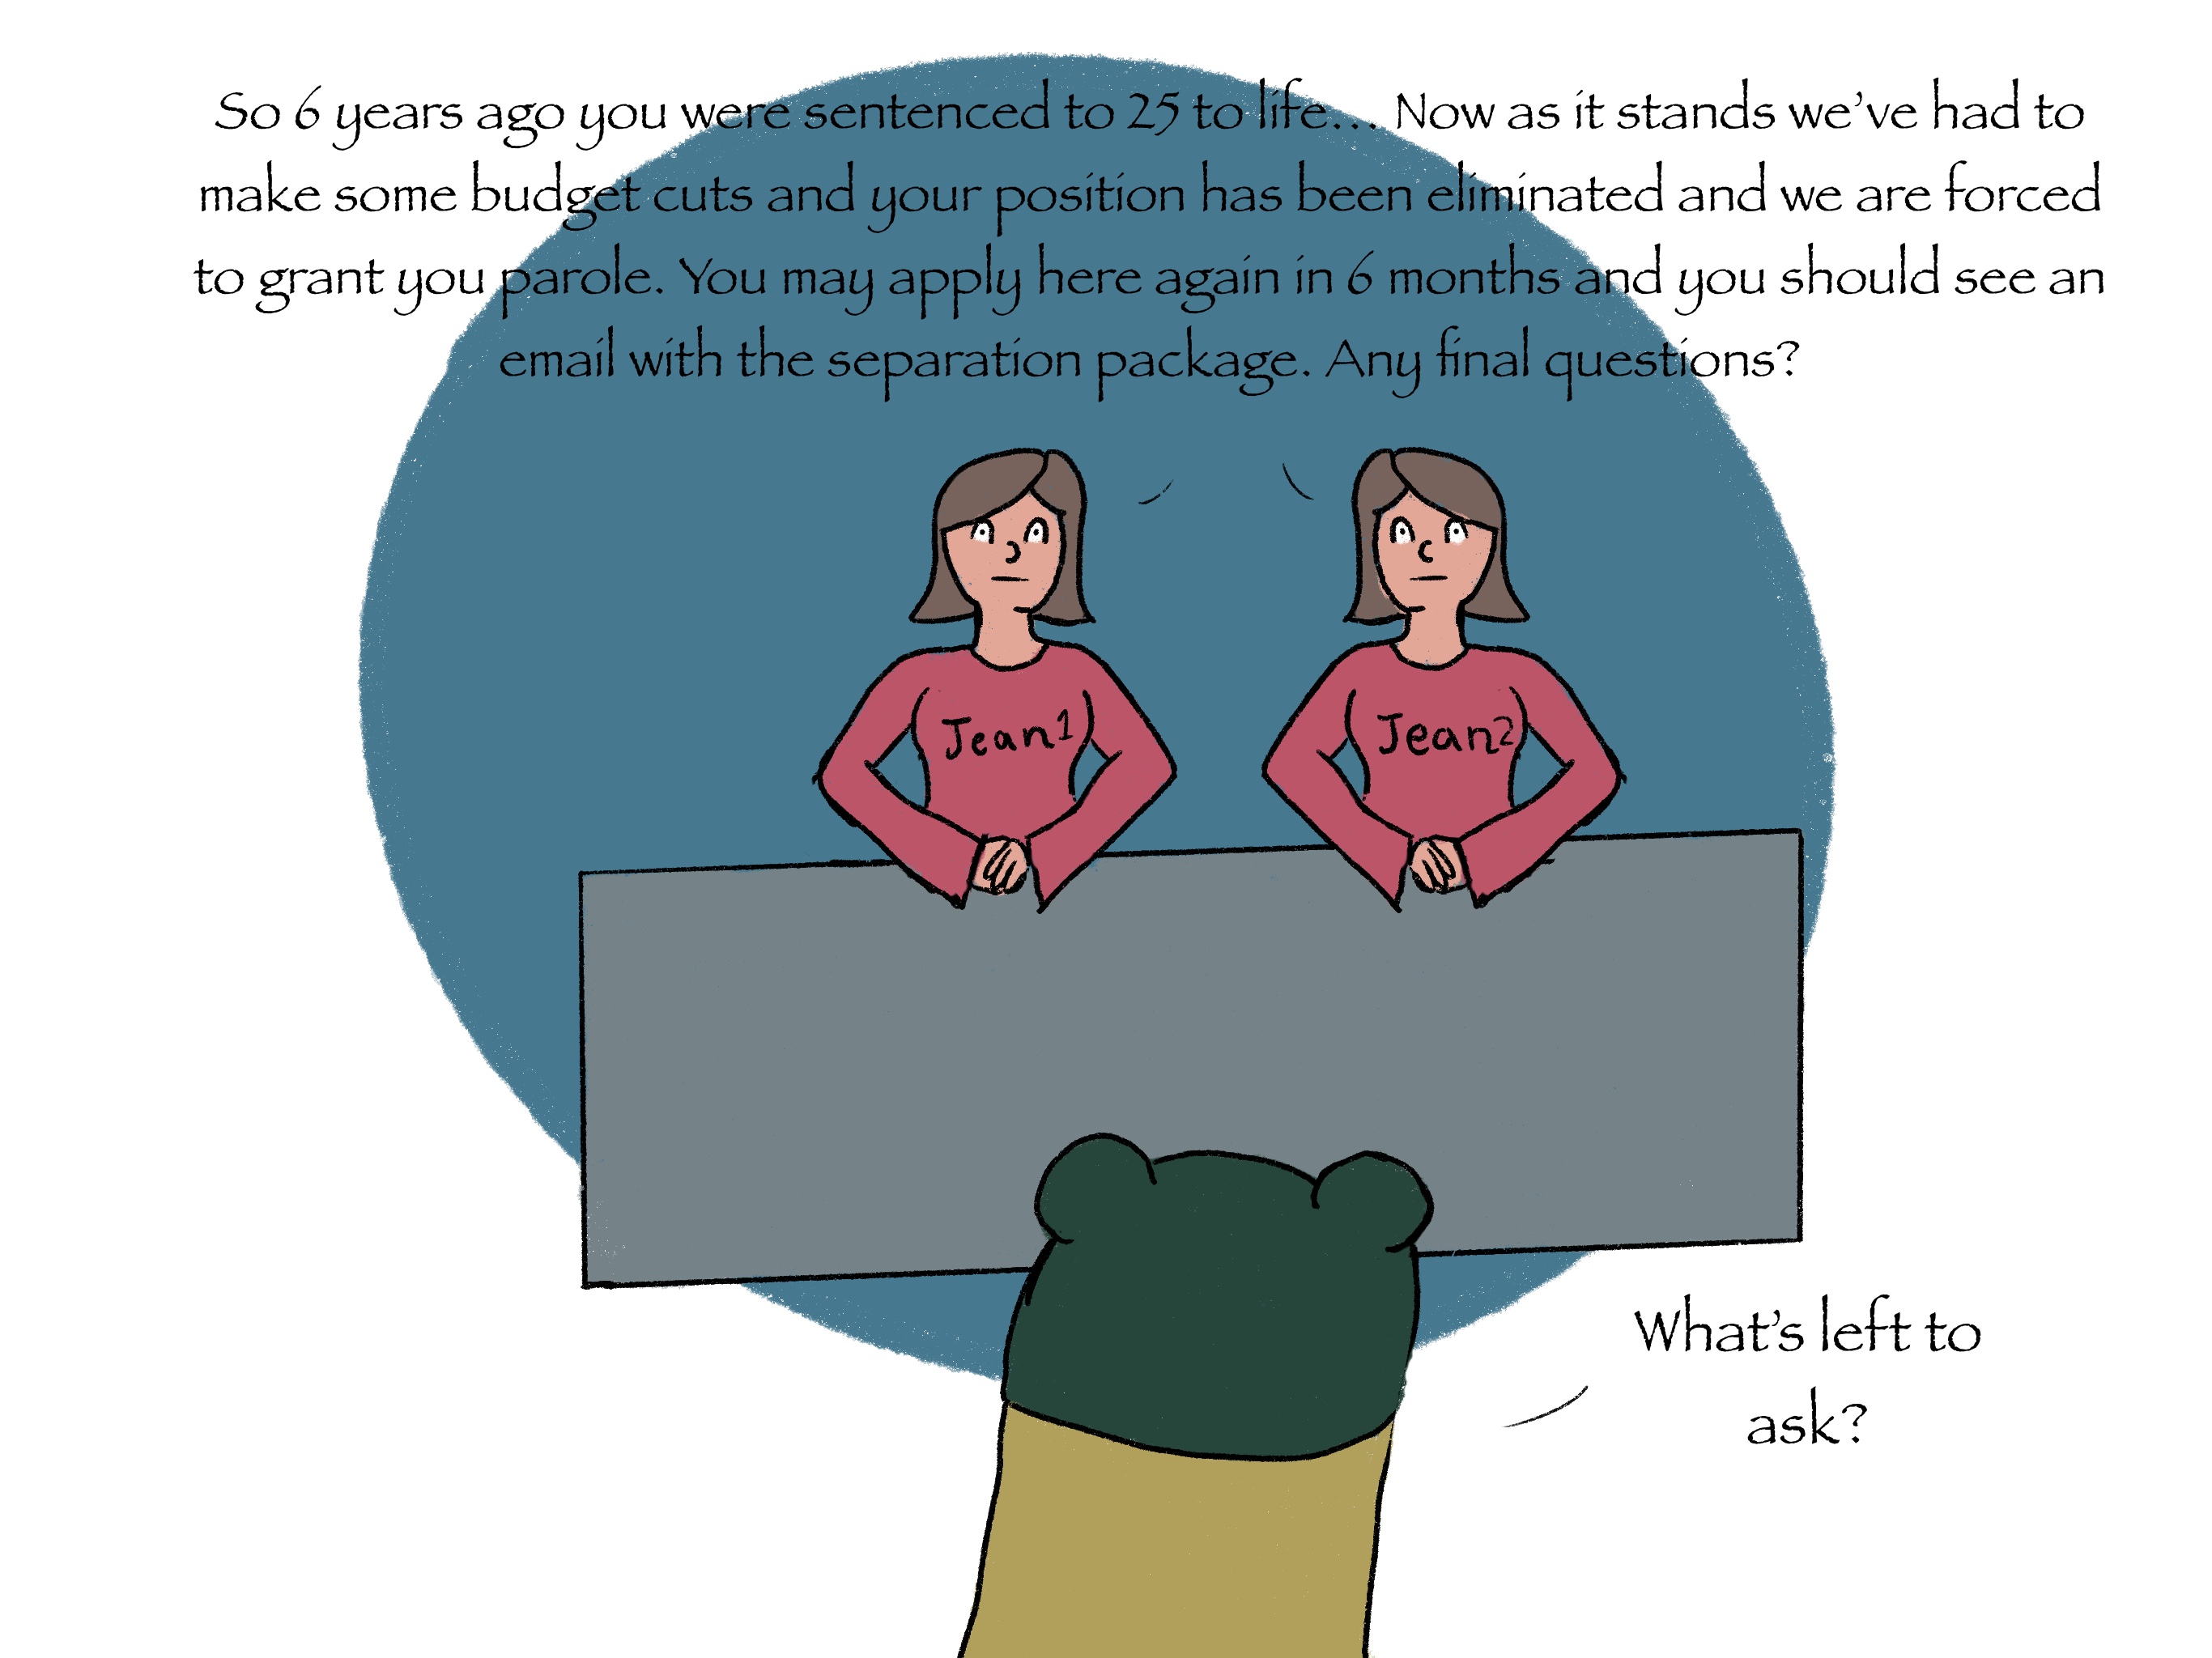 So 6 years ago you were sentenced to 25 to life... Now as it stands we've had to
make some budget cuts and your position has been eliminated and we are forced
to grant you parole. You may apply here again in 6 months and you should see an
email with the separation package. Any final questions?
Jean1
Jean2
What's left to
ask?